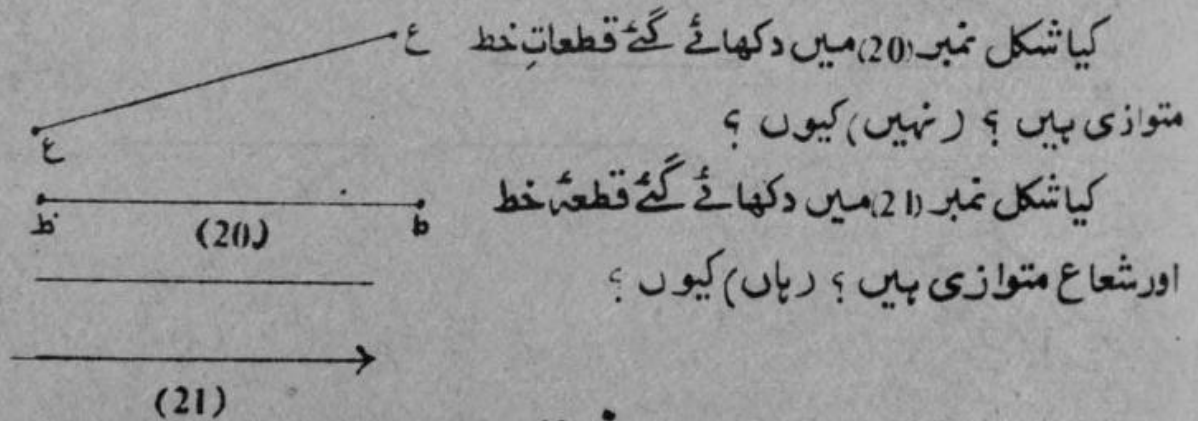 کیا شکل نمبر (20) میں دکھائے گئے قطعاتِ خط
متوازی ہیں ؟ (نہیں) کیوں ؟
کیا شکل نمبر (21) میں دکھائے گئے قطعۂ خط
اور شعاع متوازی ہیں ؟ (ہاں) کیوں ؟
ع
ع
ط
ظ
(20)
(21)